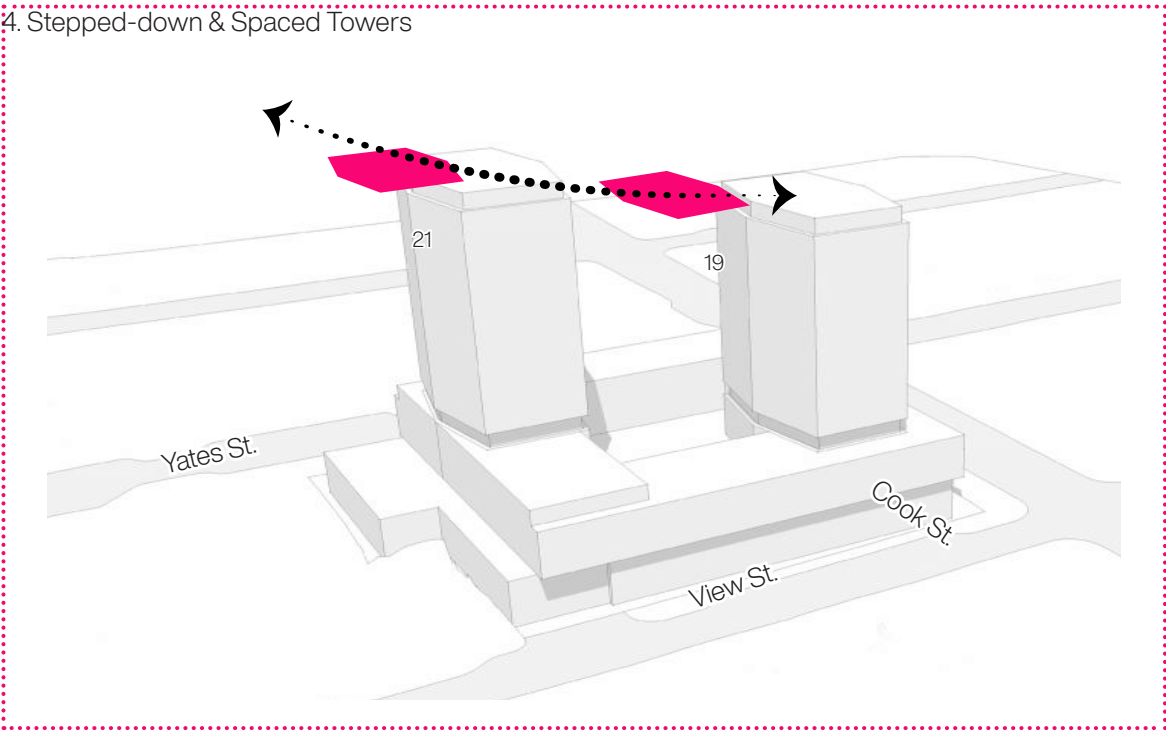 4. Stepped-down & Spaced Towers
21
19
Yates St.
Cook St.
View St.